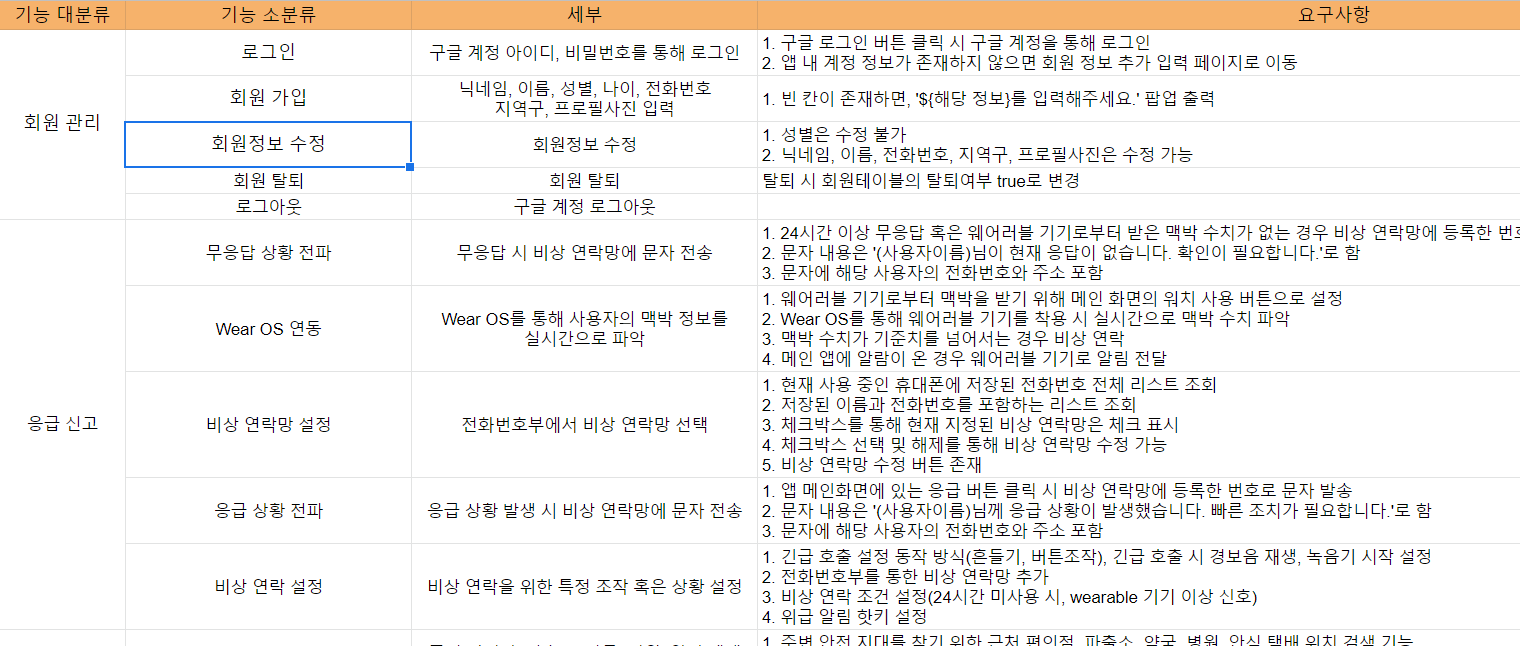 기능 대분류 기능 소분류 세부 요구사항
회원 관리
로그인
구글 계정 아이디, 비밀번호를 통해 로그인
1. 구글 로그인 버튼 클릭 시 구글 계정을 통해 로그인
2. 앱 내 계정 정보가 존재하지 않으면 회원 정보 추가 입력 페이지로 이동
회원 가입
닉네임, 이름, 성별, 나이, 전화번호
지역구, 프로필사진 입력
1. 빈 칸이 존재하면, '${해당 정보}를 입력해주세요.' 팝업 출력
회원정보 수정
회원정보 수정
1. 성별은 수정 불가
2. 닉네임, 이름, 전화번호, 지역구, 프로필사진은 수정 가능
회원 탈퇴
회원 탈퇴
탈퇴 시 회원테이블의 탈퇴여부 true로 변경
로그아웃
구글 계정 로그아웃
응급 신고
무응답 상황 전파
무응답 시 비상 연락망에 문자 전송
1. 24시간 이상 무응답 혹은 웨어러블 기기로부터 받은 맥박 수치가 없는 경우 비상 연락망에 등록한 번호
2. 문자 내용은 '(사용자이름)님이 현재 응답이 없습니다. 확인이 필요합니다.'로 함
3. 문자에 해당 사용자의 전화번호와 주소 포함
Wear OS 연동
Wear OS를 통해 사용자의 맥박 정보를
실시간으로 파악
1. 웨어러블 기기로부터 맥박을 받기 위해 메인 화면의 워치 사용 버튼으로 설정
2. Wear OS를 통해 웨어러블 기기를 착용 시 실시간으로 맥박 수치 파악
3. 맥박 수치가 기준치를 넘어서는 경우 비상 연락
4. 메인 앱에 알람이 온 경우 웨어러블 기기로 알림 전달
비상 연락망 설정
전화번호부에서 비상 연락망 선택
1. 현재 사용 중인 휴대폰에 저장된 전화번호 전체 리스트 조회
2. 저장된 이름과 전화번호를 포함하는 리스트 조회
3. 체크박스를 통해 현재 지정된 비상 연락망은 체크 표시
4. 체크박스 선택 및 해제를 통해 비상 연락망 수정 가능
5. 비상 연락망 수정 버튼 존재
응급 상황 전파
응급 상황 발생 시 비상 연락망에 문자 전송
1. 앱 메인화면에 있는 응급 버튼 클릭 시 비상 연락망에 등록한 번호로 문자 발송
2. 문자 내용은 '(사용자이름)님께 응급 상황이 발생했습니다. 빠른 조치가 필요합니다.'로 함
3. 문자에 해당 사용자의 전화번호와 주소 포함
비상 연락 설정
비상 연락을 위한 특정 조작 혹은 상황 설정
1. 긴급 호출 설정 동작 방식(흔들기, 버튼조작), 긴급 호출 시 경보음 재생, 녹음기 시작 설정
2. 전화번호부를 통한 비상 연락망 추가
3. 비상 연락 조건 설정(24시간 미사용 시, wearable 기기 이상 신호)
4. 위급 알림 핫키 설정
1. 주변 안전 지대를 찾기 위한 근처 편의점, 파출소, 약국, 병원, 안심 택배 위치 검색 기능